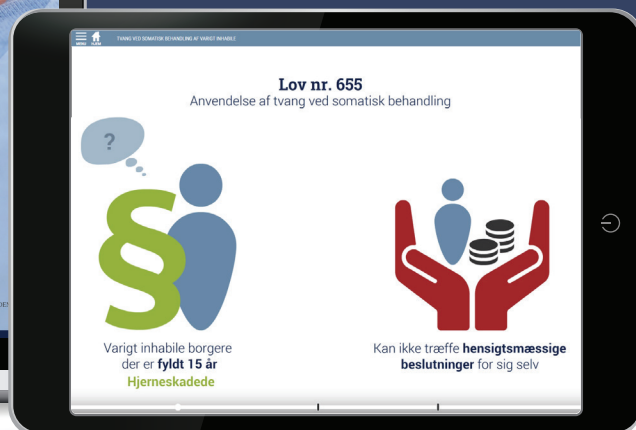 MENU HJEM
TVANG VED SOMATISK BEHANDLING AF VARIGT INHABILE
Lov nr. 655
Anvendelse af tvang ved somatisk behandling
?
§
Varigt inhabile borgere
der er fyldt 15 år
Hjerneskadede
Kan ikke træffe hensigtsmæssige
beslutninger for sig selv